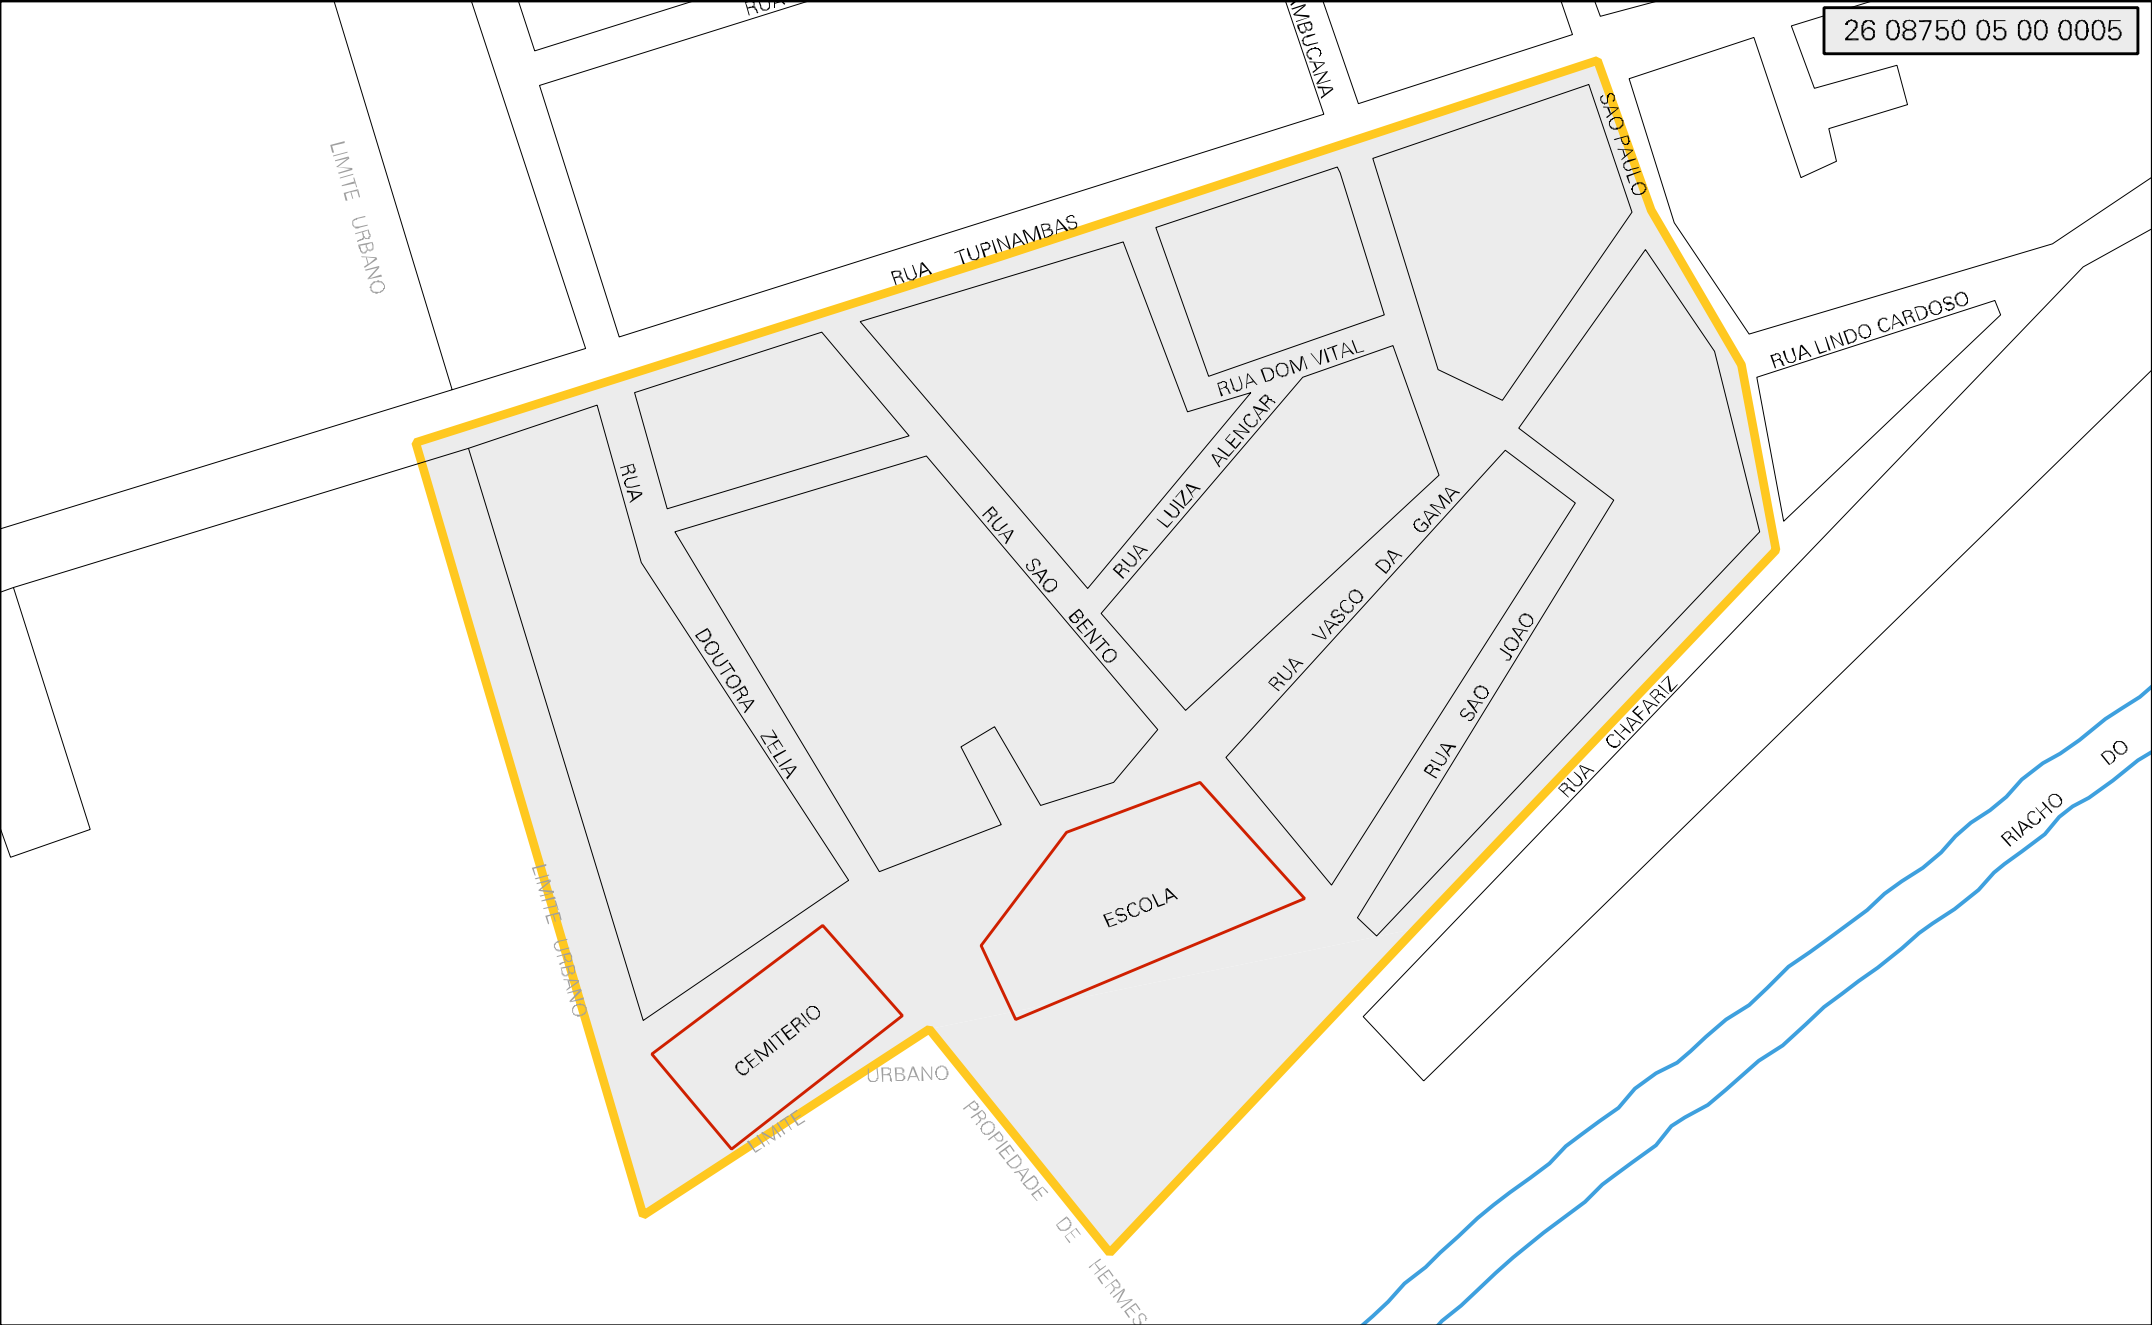 26 08750 05 00 0005
RUA
AMBUCANA
SAO PAULO
LIMITE URBANO
RUA TUPINAMBAS
RUA LINDO CARDOSO
RUA DOM VITAL
RUA LUIZA ALENCAR
RUA DOUTORA ZELIA
RUA SAO BENTO
RUA VASCO DA GAMA
RUA SAO JOAO
RUA CHAFARIZ
RIACHO DO
LIMITE URBANO
ESCOLA
CEMITERIO
LIMITE URBANO
PROPIEDADE DE HERMES